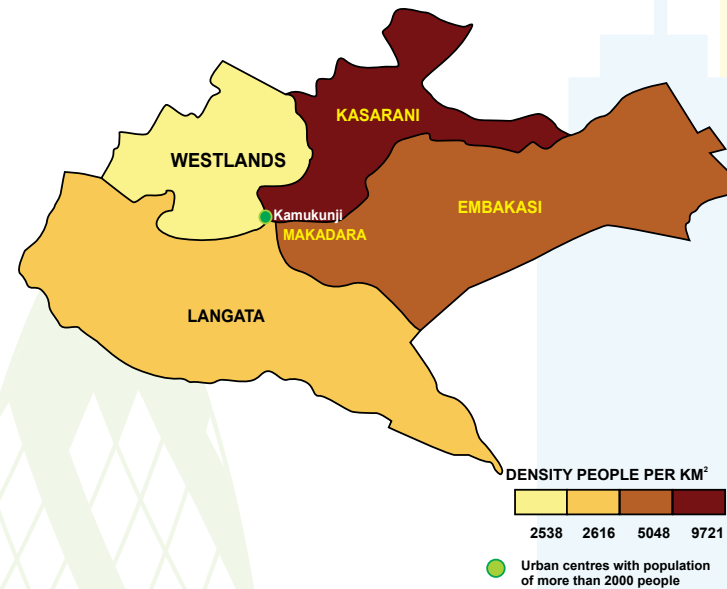 KASARANI
WESTLANDS
EMBAKASI
Kamukunji
MAKADARA
LANGATA
DENSITY PEOPLE PER KM²
2538 2616 5048 9721
Urban centres with population
of more than 2000 people